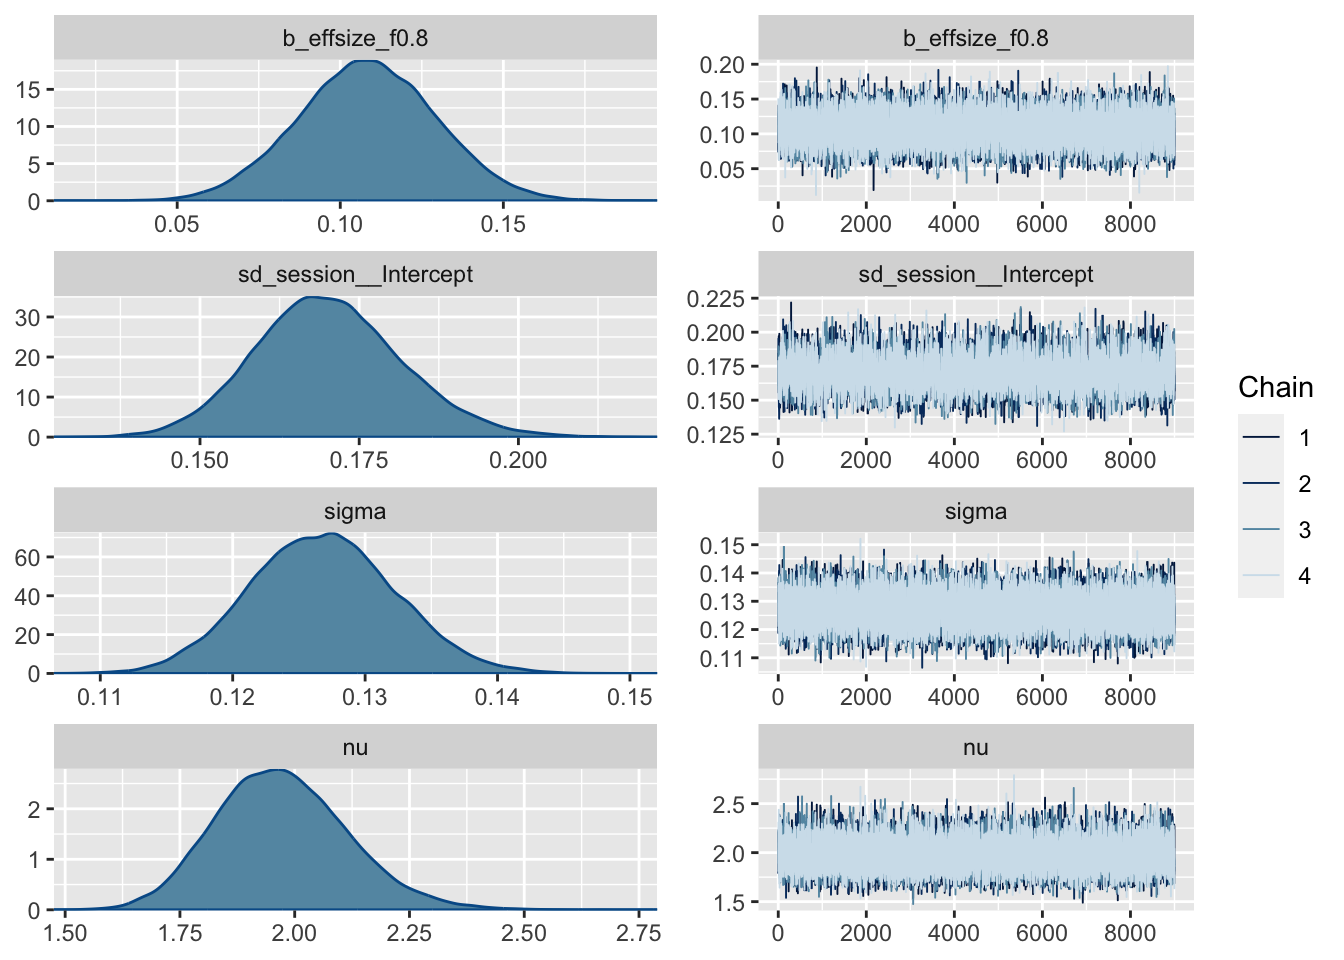 b_effsize_f0.8
15
10
5
0
0.05 0.10 0.15
b_effsize_f0.8
0.20
0.15
0.10
0.05
0 2000 4000 6000 8000
sd_session__Intercept
30
20
10
0
0.150 0.175 0.200
sd_session__Intercept
0.225
0.200
0.175
0.150
0.125
0 2000 4000 6000 8000
sigma
60
40
20
0
0.11 0.12 0.13 0.14 0.15
sigma
0.15
0.14
0.13
0.12
0.11
0 2000 4000 6000 8000
nu
2
1
0
1.50 1.75 2.00 2.25 2.50 2.75
nu
2.5
2.0
1.5
0 2000 4000 6000 8000
Chain
1
2
3
4